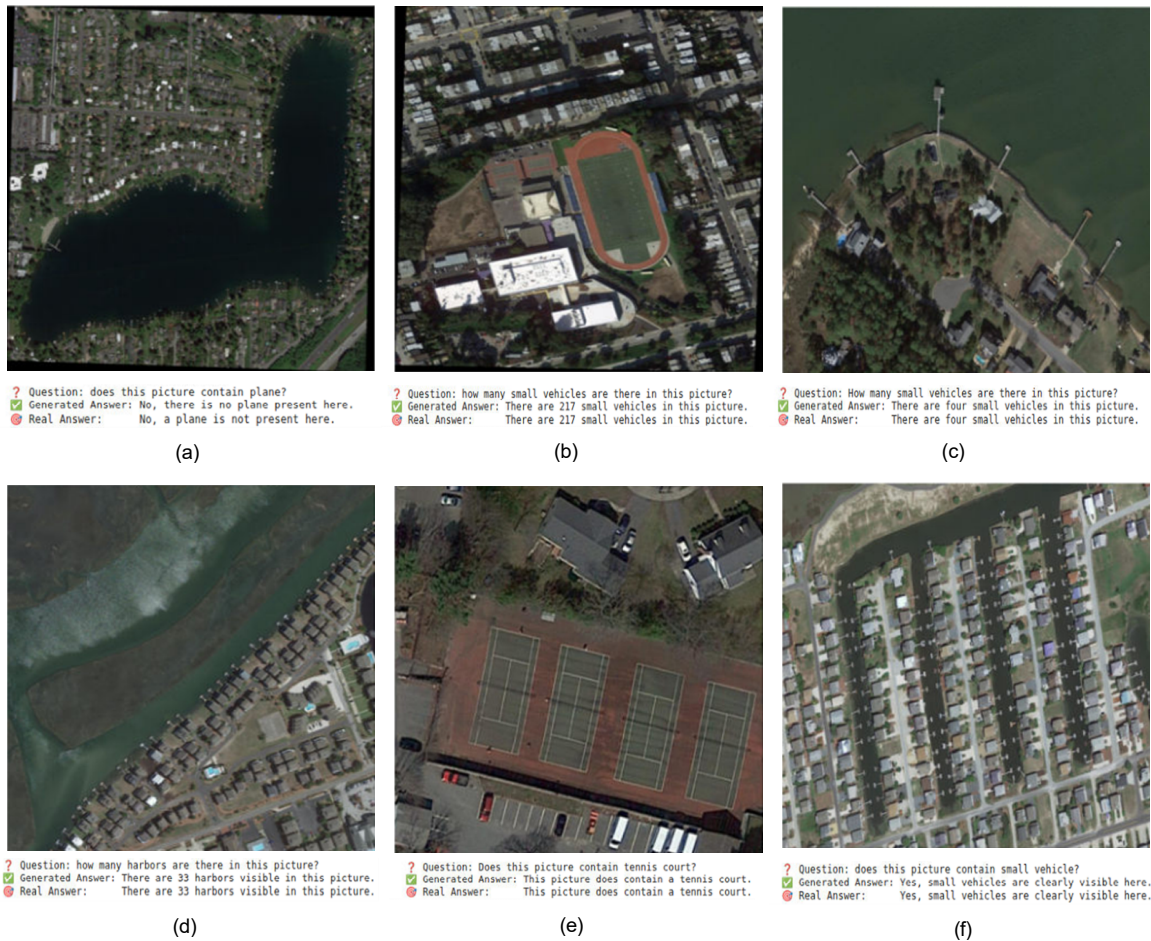 ❓ Question: does this picture contain plane?
✅ Generated Answer: No, there is no plane present here.
🎯 Real Answer: No, a plane is not present here.
(a)
❓ Question: how many small vehicles are there in this picture?
✅ Generated Answer: There are 217 small vehicles in this picture.
🎯 Real Answer: There are 217 small vehicles in this picture.
(b)
❓ Question: How many small vehicles are there in this picture?
✅ Generated Answer: There are four small vehicles in this picture.
🎯 Real Answer: There are four small vehicles in this picture.
(c)
❓ Question: how many harbors are there in this picture?
✅ Generated Answer: There are 33 harbors visible in this picture.
🎯 Real Answer: There are 33 harbors visible in this picture.
(d)
❓ Question: Does this picture contain tennis court?
✅ Generated Answer: This picture does contain a tennis court.
🎯 Real Answer: This picture does contain a tennis court.
(e)
❓ Question: does this picture contain small vehicle?
✅ Generated Answer: Yes, small vehicles are clearly visible here.
🎯 Real Answer: Yes, small vehicles are clearly visible here.
(f)